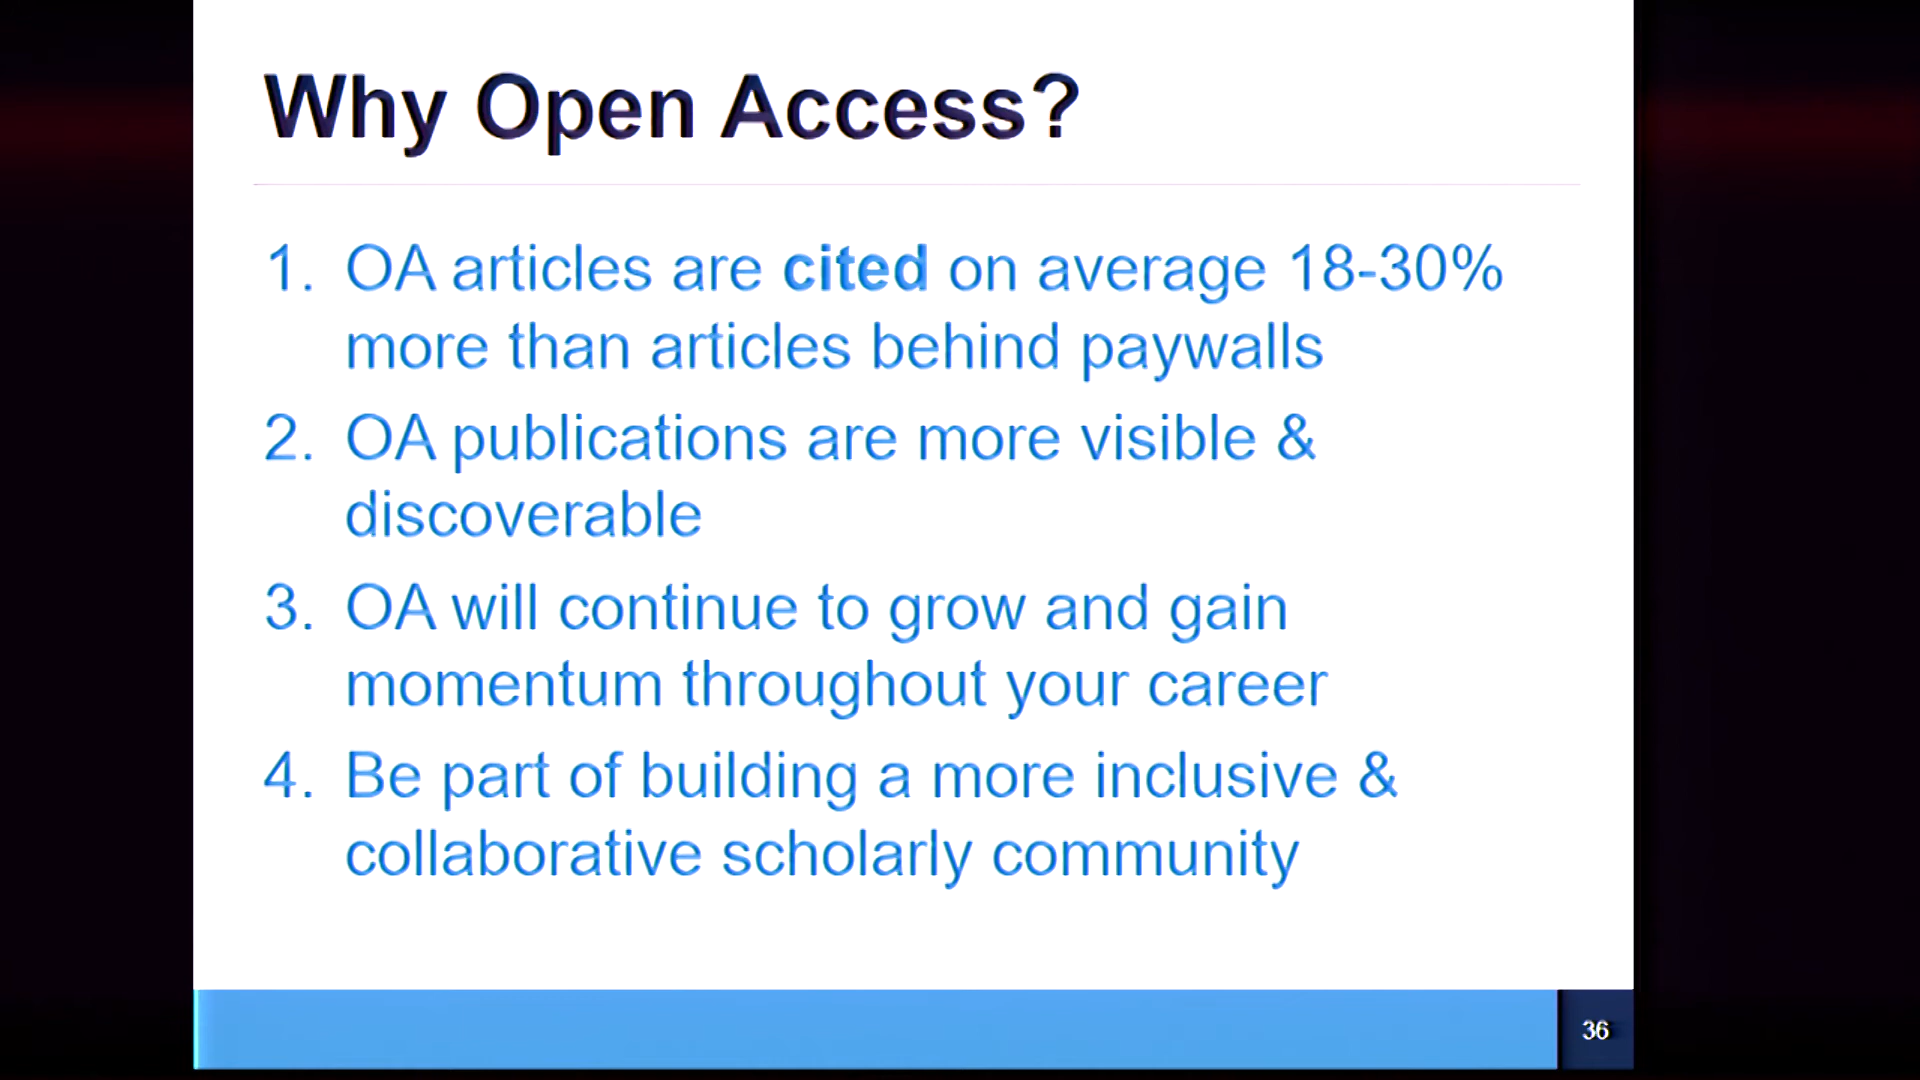 Why Open Access?
1. OA articles are cited on average 18-30%
more than articles behind paywalls
2. OA publications are more visible &
discoverable
3. OA will continue to grow and gain
momentum throughout your career
4. Be part of building a more inclusive &
collaborative scholarly community
36